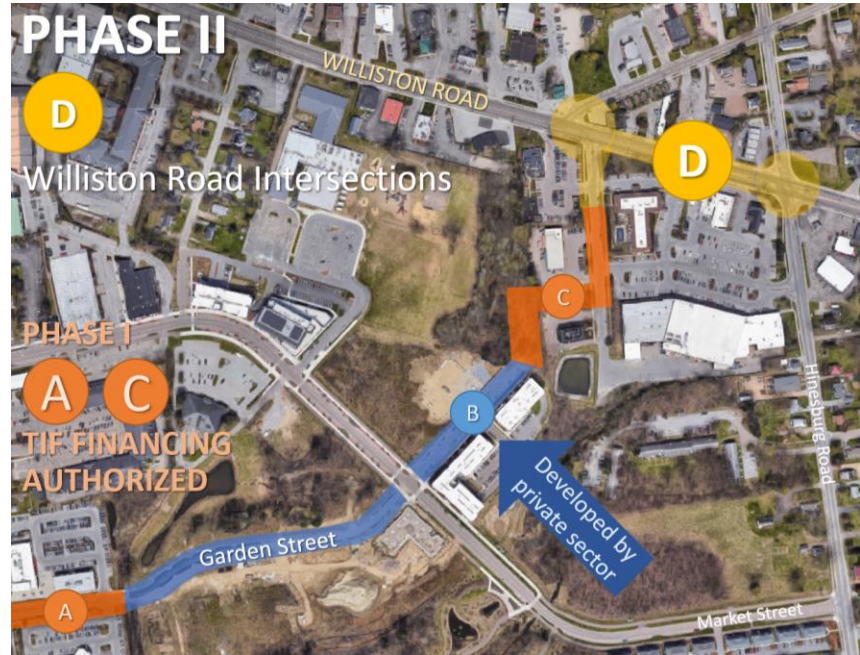 PHASE II
D
Williston Road Intersections
WILLISTON ROAD
D
C
PHASE I
A C
TIF FINANCING
AUTHORIZED
B
Developed by
private sector
Hinesburg Road
Garden Street
A
Market Street